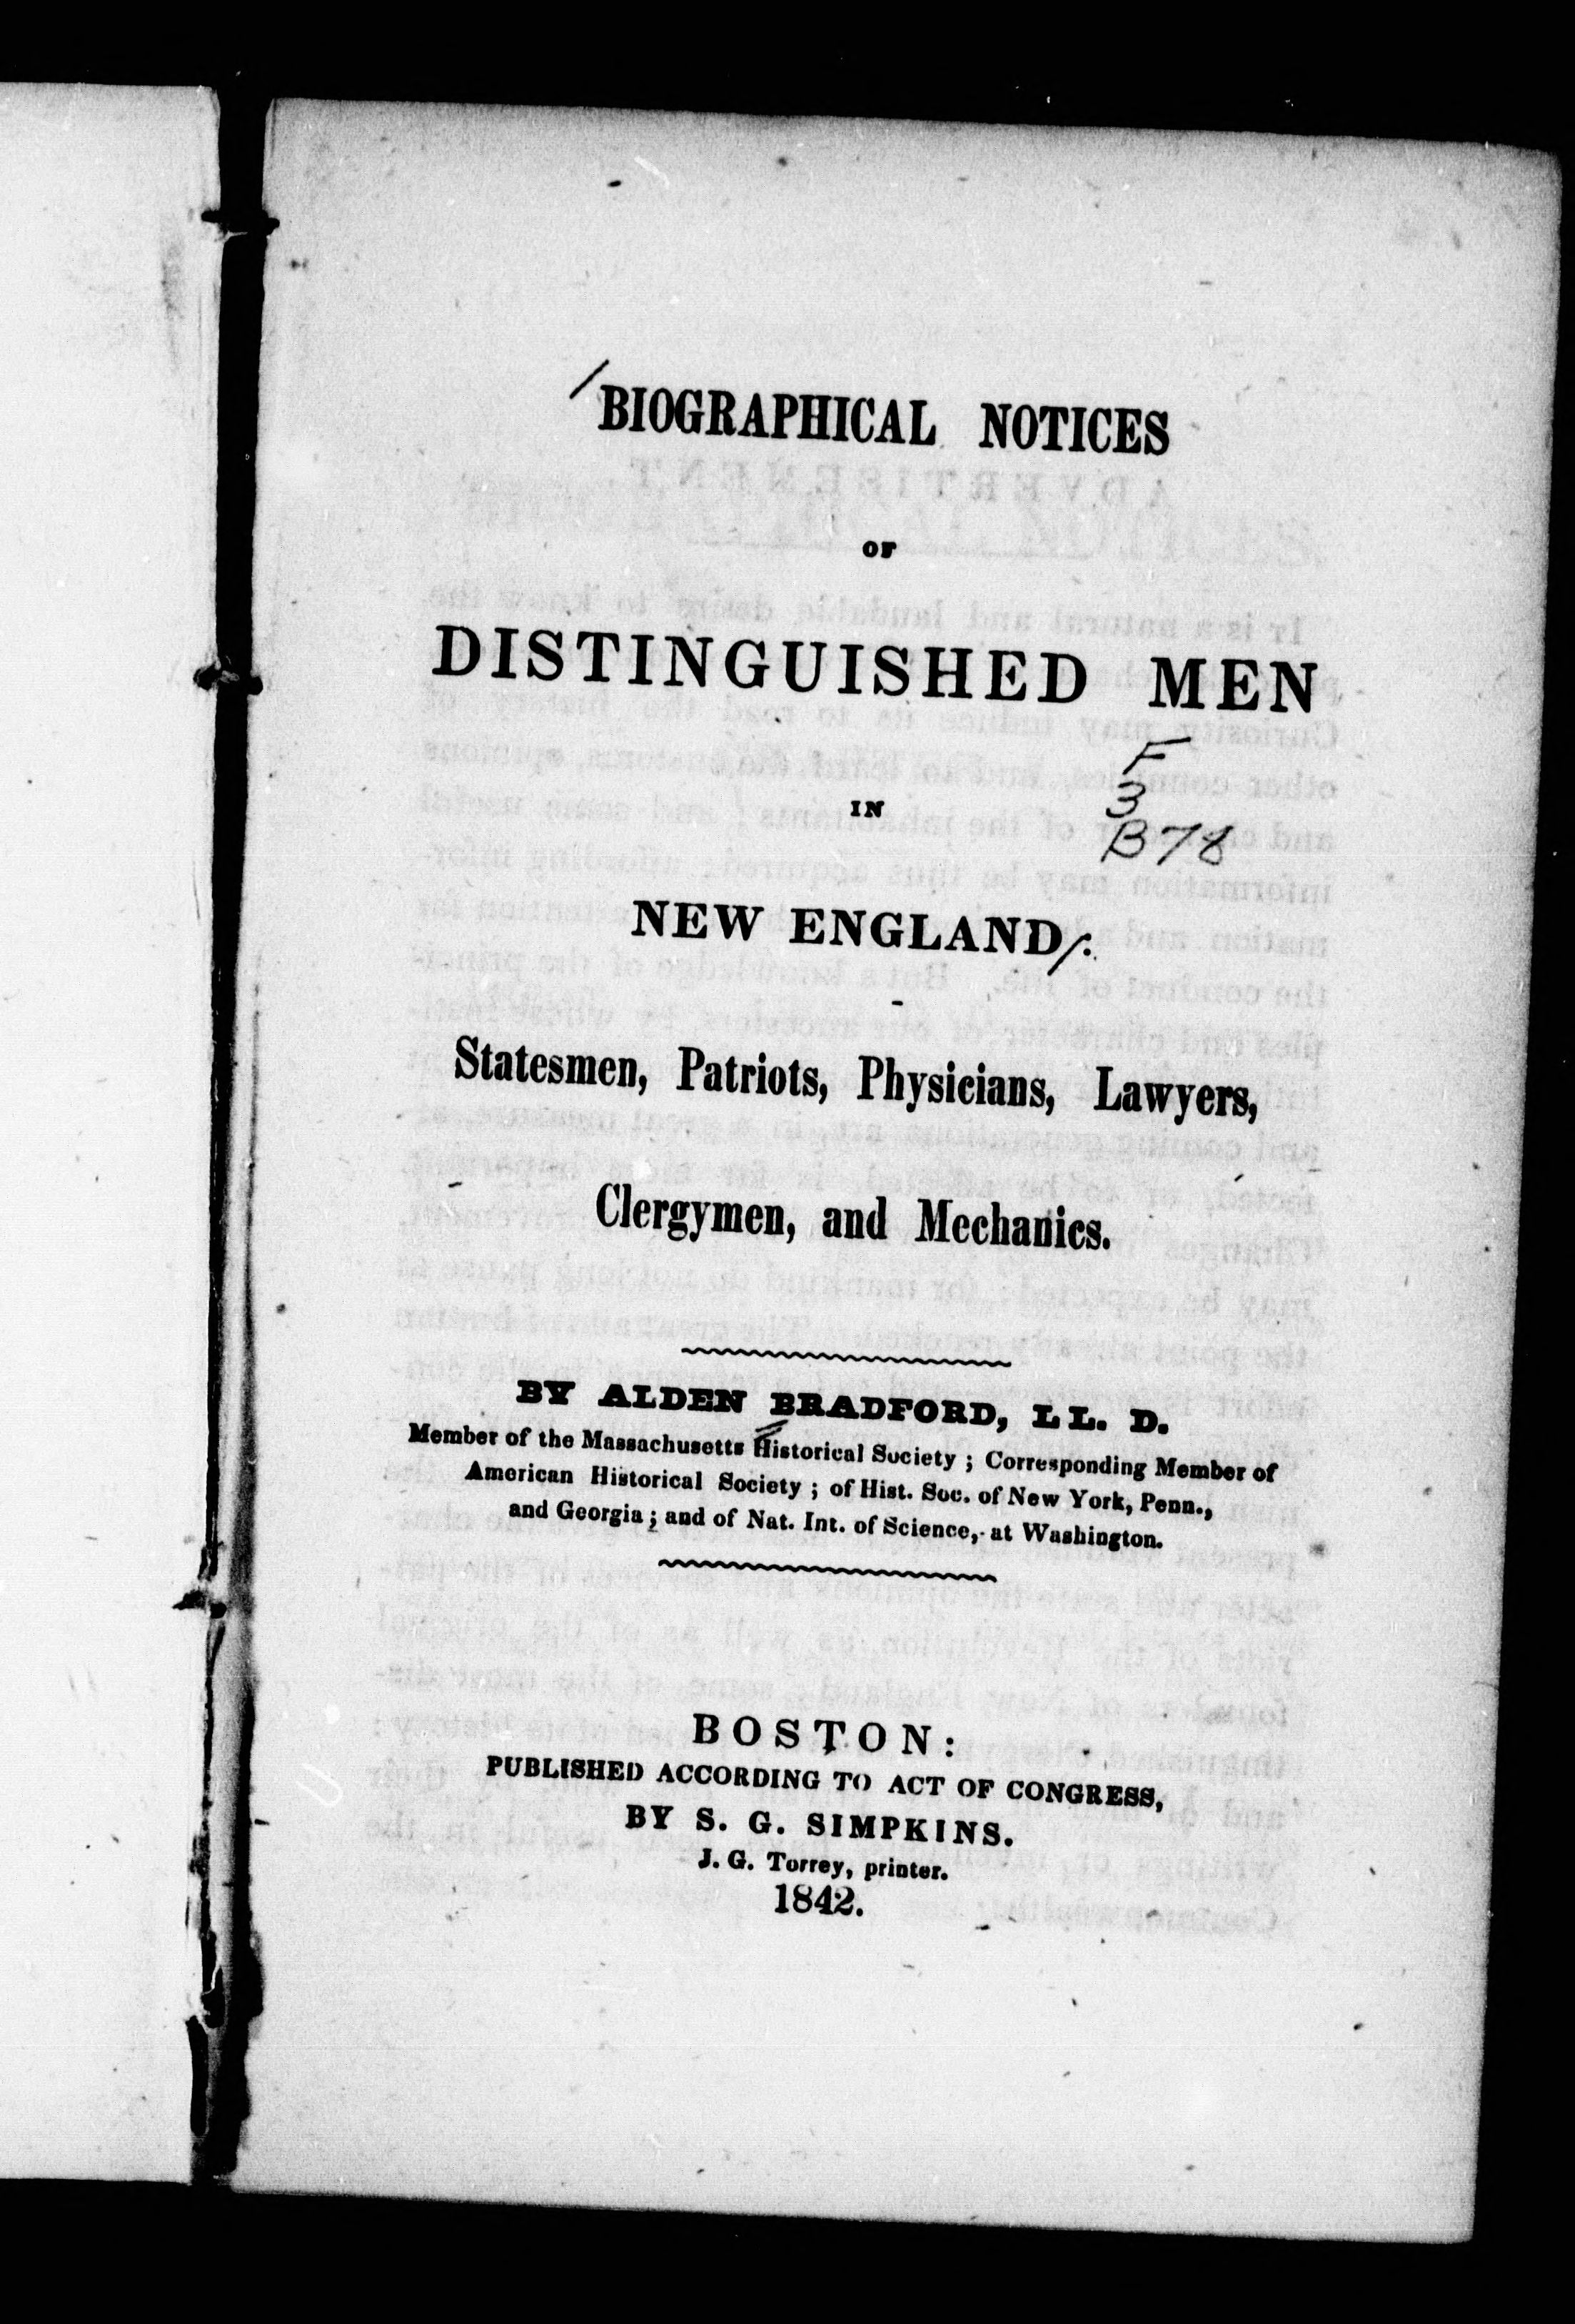 BIOGRAPHICAL NOTICES
OF
DISTINGUISHED MEN
F
3
B78
IN
NEW ENGLAND:
Statesmen, Patriots, Physicians, Lawyers,
Clergymen, and Mechanics.
BY ALDEN BRADFORD, LL. D.
Member of the Massachusetts Historical Society ; Corresponding Member of
American Historical Society ; of Hist. Soc. of New York, Penn.,
and Georgia ; and of Nat. Int. of Science, at Washington.
BOSTON:
PUBLISHED ACCORDING TO ACT OF CONGRESS,
BY S. G. SIMPKINS.
J. G. Torrey, printer.
1842.